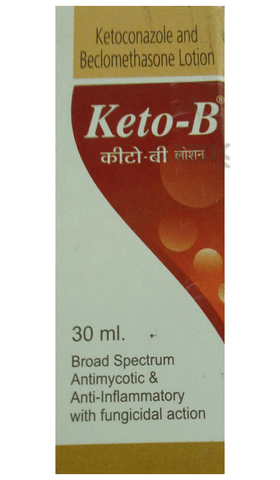 Ketoconazole and
Beclomethasone Lotion
Keto-B®
कीटो-बी लोशन
30 ml.
Broad Spectrum
Antimycotic &
Anti-Inflammatory
with fungicidal action